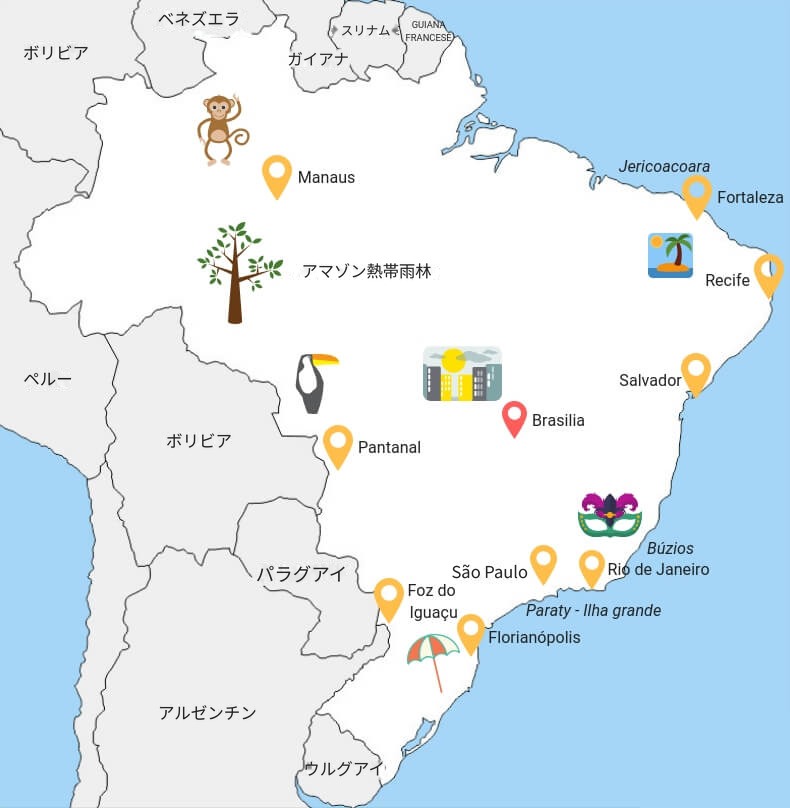 ベネズエラ
GUIANA
FRANCESE
スリナム
ボリビア
ガイアナ
Jericoacoara
Manaus
Fortaleza
アマゾン熱帯雨林
Recife
ペルー
Salvador
Brasilia
ボリビア
Pantanal
Búzios
São Paulo
Rio de Janeiro
パラグアイ
Foz do
Iguaçu
Paraty - Ilha grande
Florianópolis
アルゼンチン
ウルグアイ